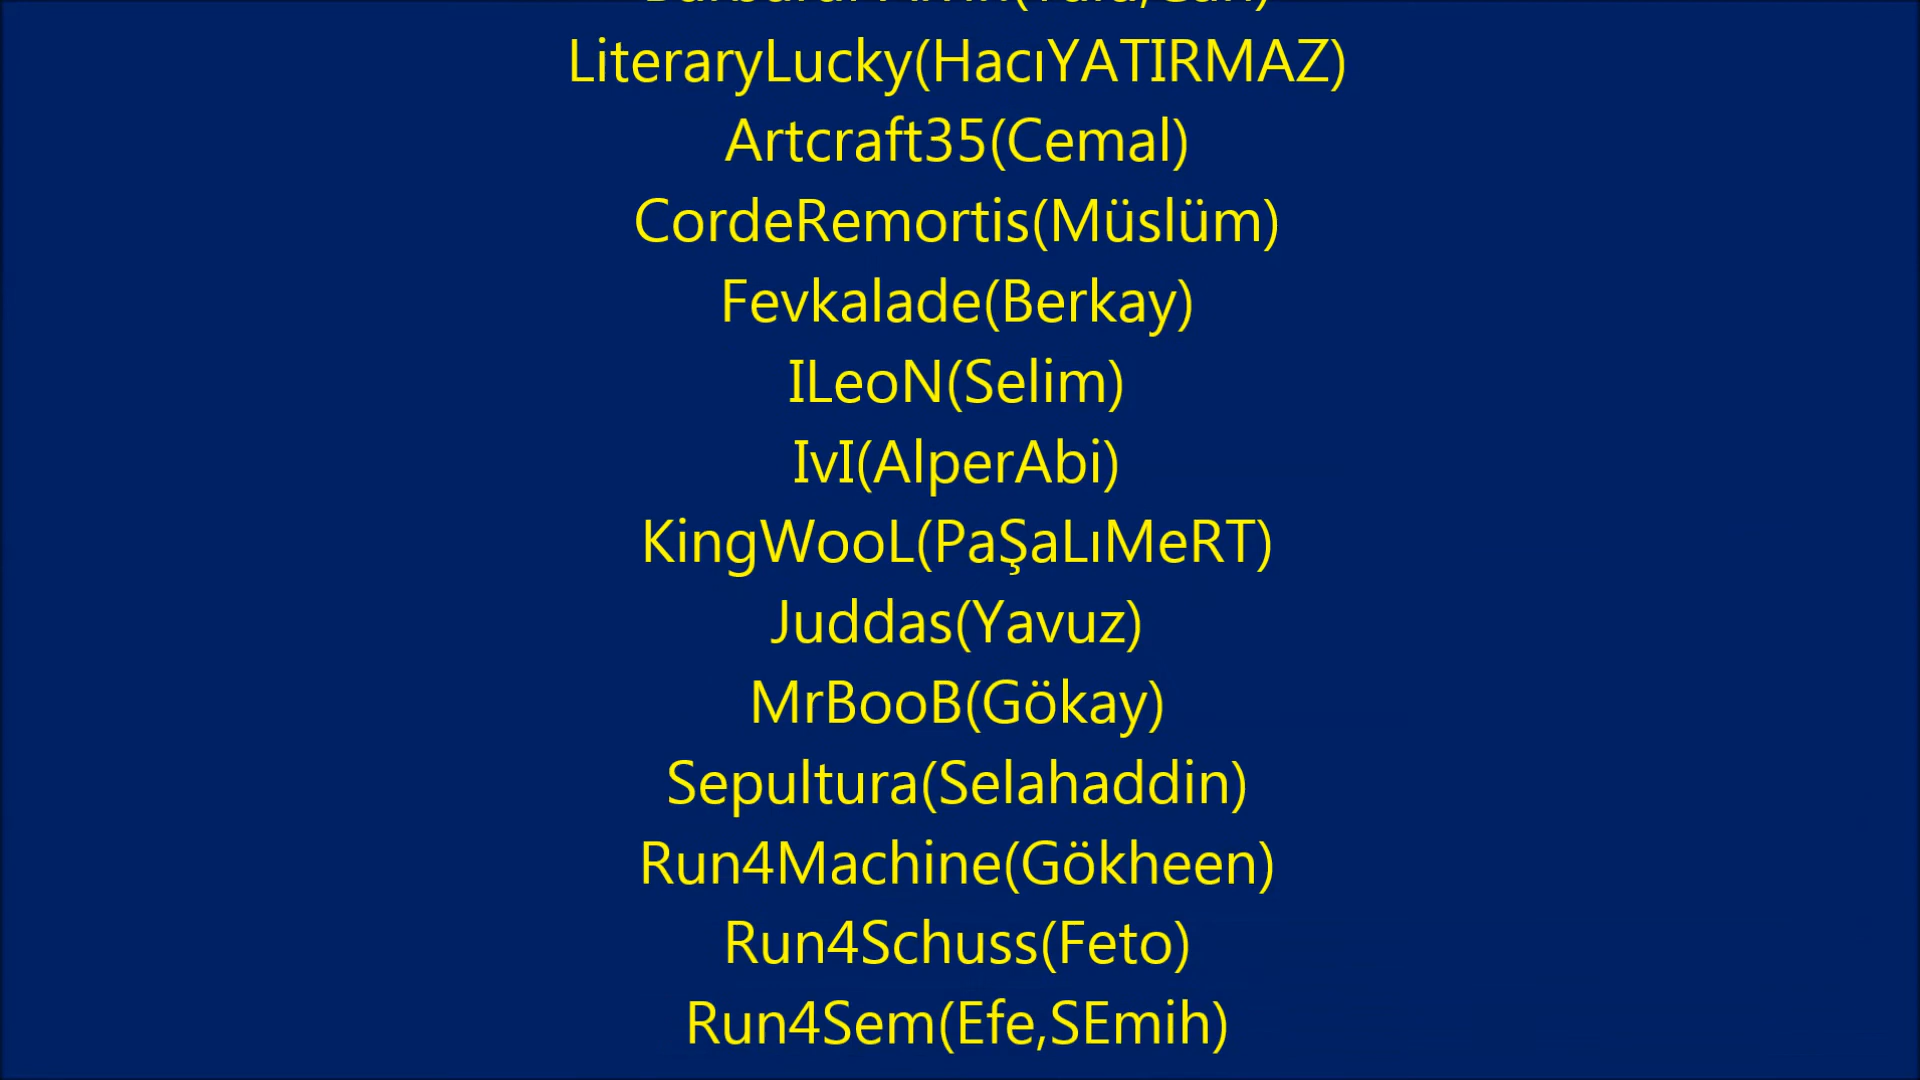 LiteraryLucky(HacıYATIRMAZ)
Artcraft35(Cemal)
CordeRemortis(Müslüm)
Fevkalade(Berkay)
ILeoN(Selim)
IvI(AlperAbi)
KingWooL(PaŞaLıMeRT)
Juddas(Yavuz)
MrBooB(Gökay)
Sepultura(Selahaddin)
Run4Machine(Gökheen)
Run4Schuss(Feto)
Run4Sem(Efe,SEmih)